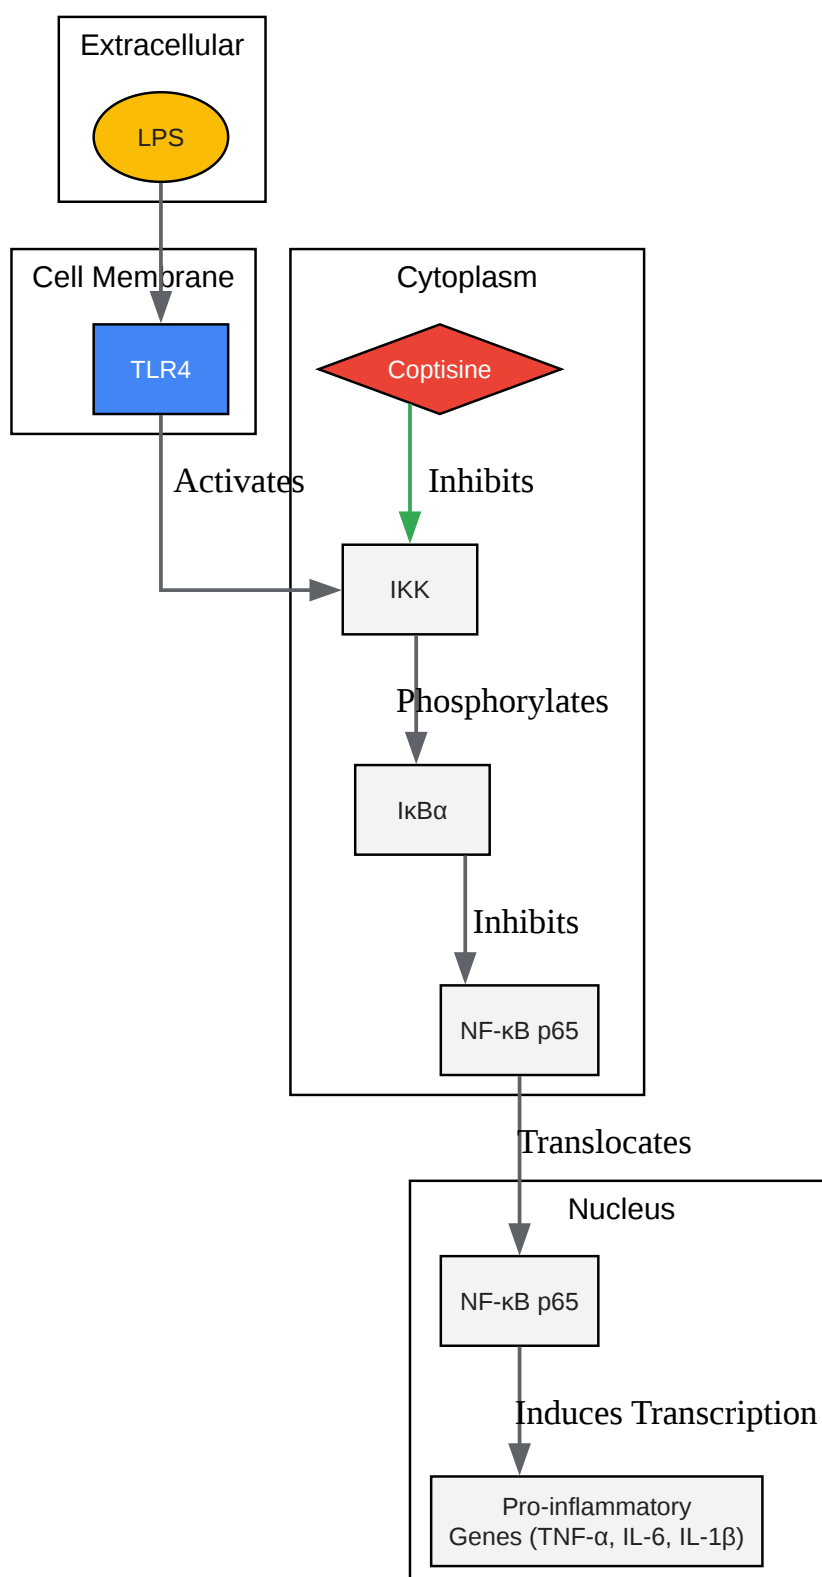 Extracellular
LPS
Cell Membrane
TLR4
Cytoplasm
Coptisine
Activates
Inhibits
IKK
Phosphorylates
IκBα
Inhibits
NF-κB p65
Translocates
Nucleus
NF-κB p65
Induces Transcription
Pro-inflammatory
Genes (TNF-α, IL-6, IL-1β)